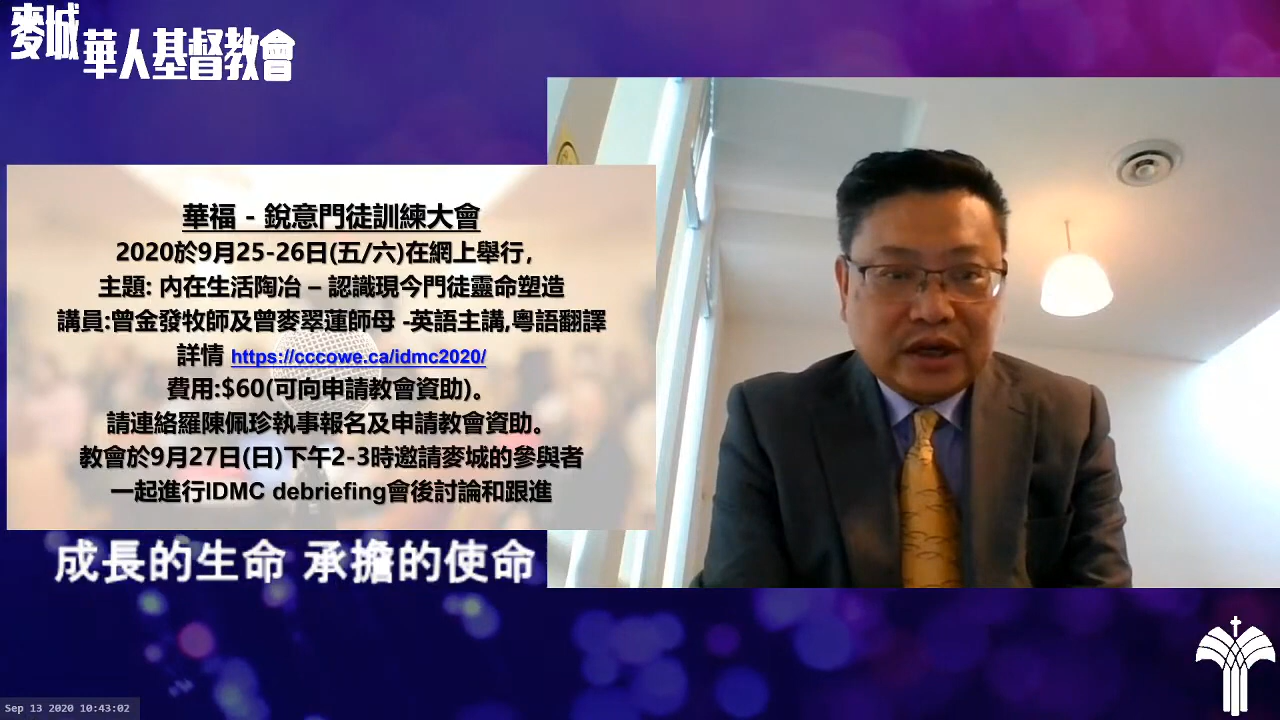 麥城
華人基督教會
華福 - 銳意門徒訓練大會
2020於9月25-26日(五/六)在網上舉行,
主題: 內在生活陶冶 – 認識現今門徒靈命塑造
講員:曾金發牧師及曾麥翠蓮師母 -英語主講,粵語翻譯
詳情 https://cccowe.ca/idmc2020/
費用:$60(可向申請教會資助)。
請連絡羅陳佩珍執事報名及申請教會資助。
教會於9月27日(日)下午2-3時邀請麥城的參與者
一起進行IDMC debriefing會後討論和跟進
成長的生命 承擔的使命
Sep 13 2020 10:43:02